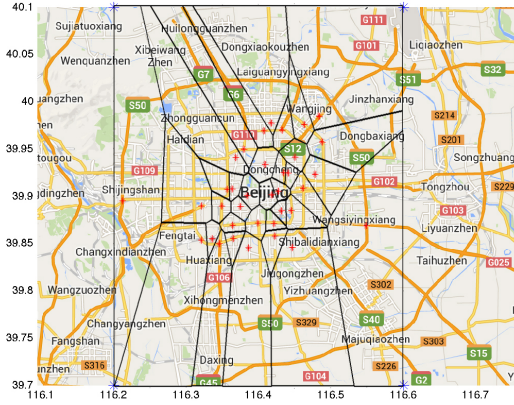 40.1
Sujiatuoxiang
Huilongguanzhen
G111
40.05
Xibeiwang
Zhen
Dongxiaokouzhen
G101
Liqiaozhen
Wenquanzhen
G7
Laiguangyingxiang
S51
S32
40
S50
G6
Wangjing
Jinzhanxiang
Zhongguancun
S214
39.95
Haidian
G110
S12
Dongbaxiang
S201
S50
Songzhuang
G109
Dongcheng
G102
Tongzhou
S229
39.9
Shijingshan
Beijing
G103
Wangsiyingxiang
Liyuanzhen
39.85
Fengtai
Shibalidianxiang
Changxindianzhen
Huaxiang
Taihuzhen
G025
G106
Jiugongzhen
S302
39.8
Wangzuozhen
Xihongmenzhen
Yizhuangzhen
Changyangzhen
S50
S329
S40
39.75
Fangshan
Majuqiaozhen
S303
S15
S316
Daxing
S226
G104
39.7
G45
G2
116.1
116.2
116.3
116.4
116.5
116.6
116.7